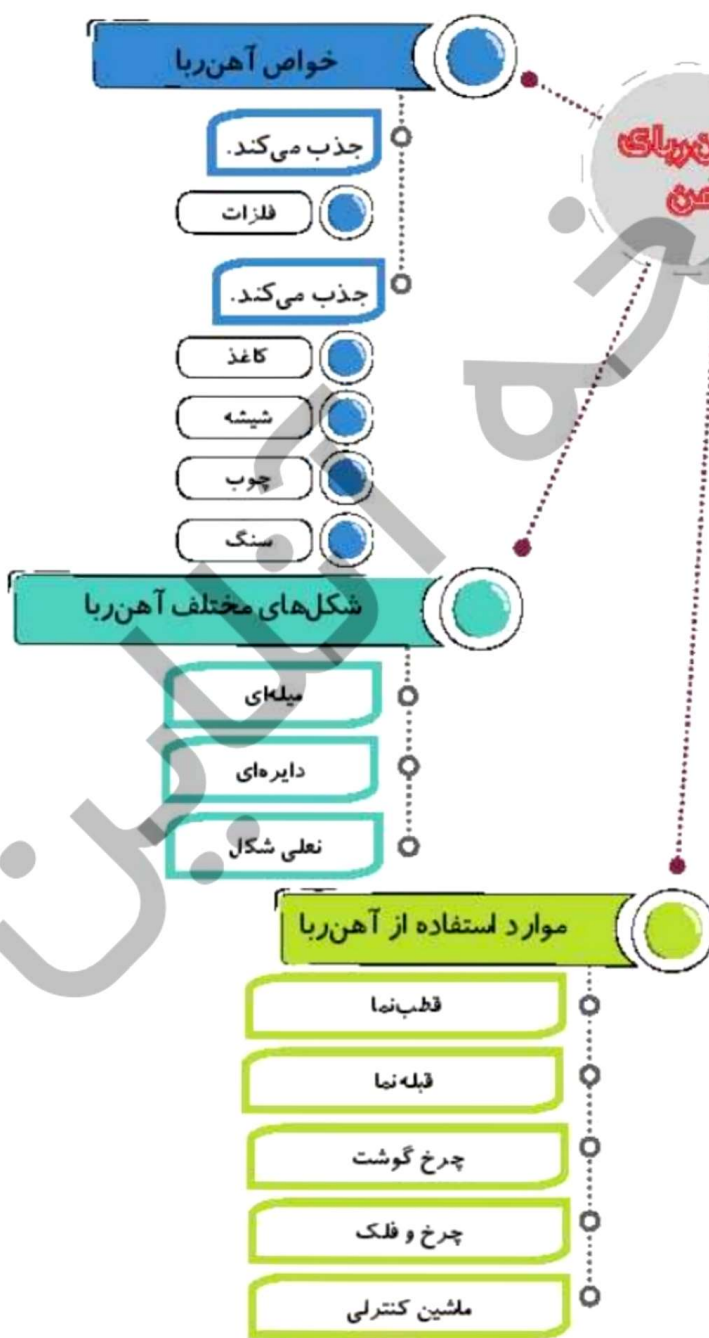 خواص آهن‌ربا
جذب می‌کند.
فلزات
جذب می‌کند.
کاغذ
شیشه
چوب
سنگ
شکل‌های مختلف آهن‌ربا
میله‌ای
دایره‌ای
نعلی شکل
موارد استفاده از آهن‌ربا
قطب‌نما
قبله‌نما
چرخ گوشت
چرخ و فلک
ماشین کنترلی